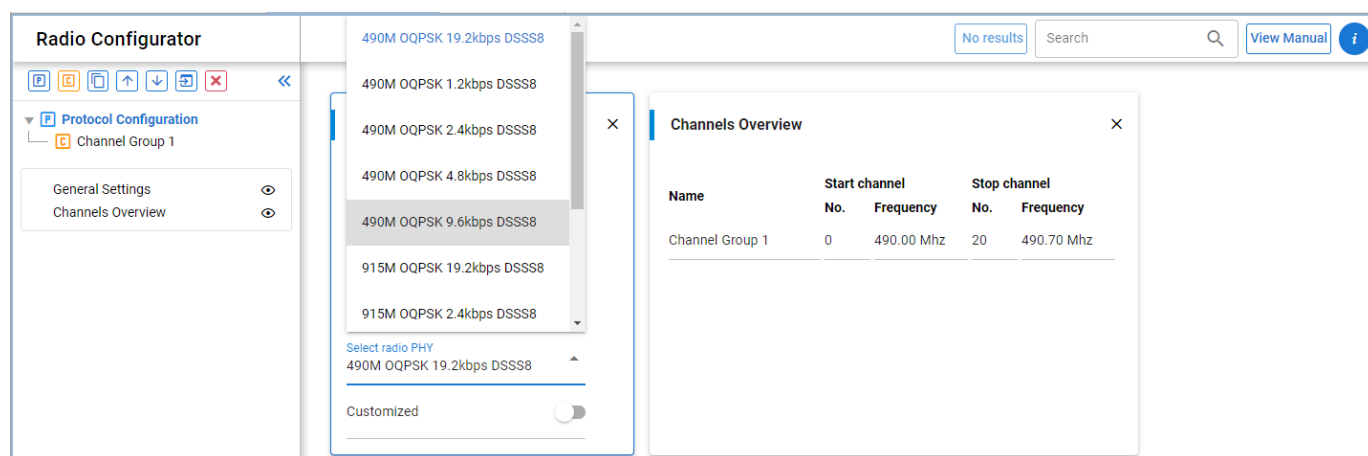 Radio Configurator
No results
Search
View Manual
i
P
C
Protocol Configuration
P
Channel Group 1
C
General Settings
Channels Overview
490M OQPSK 19.2kbps DSSS8
490M OQPSK 1.2kbps DSSS8
490M OQPSK 2.4kbps DSSS8
490M OQPSK 4.8kbps DSSS8
490M OQPSK 9.6kbps DSSS8
915M OQPSK 19.2kbps DSSS8
915M OQPSK 2.4kbps DSSS8
Select radio PHY
490M OQPSK 19.2kbps DSSS8
Customized
Channels Overview
Name Start channel Stop channel
No. Frequency No. Frequency
Channel Group 1 0 490.00 Mhz 20 490.70 Mhz